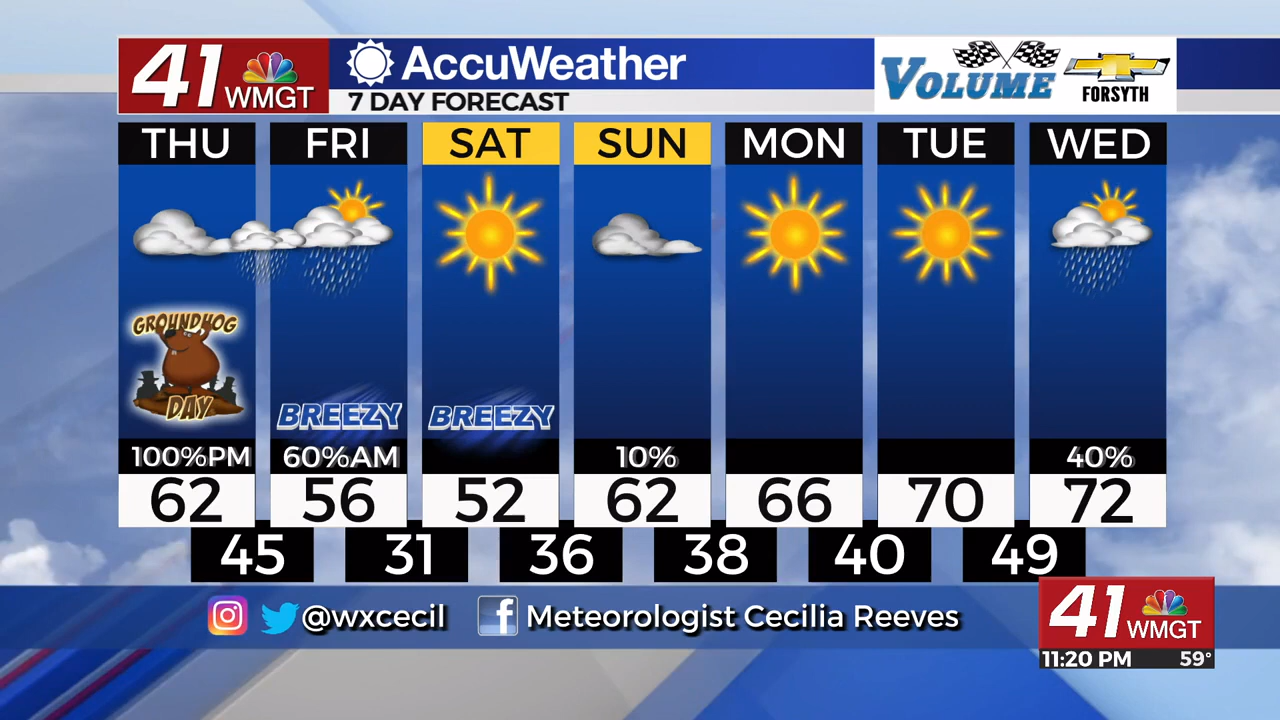 41 WMGT
AccuWeather
7 DAY FORECAST
VOLUME
FORSYTH
THU FRI SAT SUN MON TUE WED
GROUNDHOG
DAY
BREEZY BREEZY
100%PM 60%AM 10% 40%
62 56 52 62 66 70 72
45 31 36 38 40 49
@wxcecil Meteorologist Cecilia Reeves
41 WMGT
11:20 PM 59°